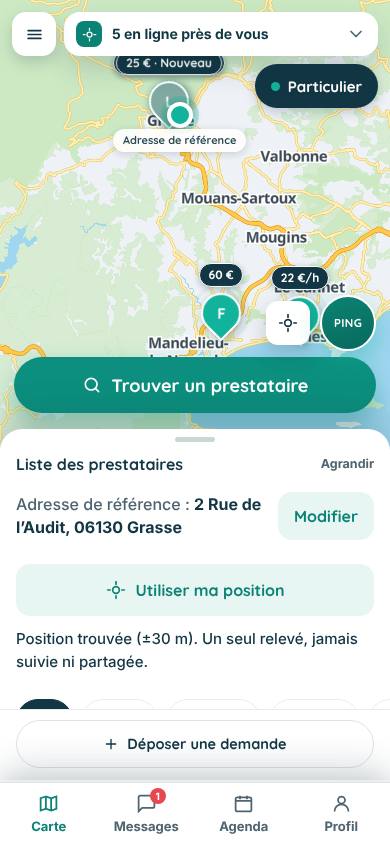 5 en ligne près de vous
25 € · Nouveau
Particulier
Adresse de référence
Valbonne
Mouans-Sartoux
Mougins
60 €
22 €/h
F
PING
Mandelieu-
Trouver un prestataire
Liste des prestataires
Agrandir
Adresse de référence : 2 Rue de
l’Audit, 06130 Grasse
Modifier
Utiliser ma position
Position trouvée (±30 m). Un seul relevé, jamais
suivie ni partagée.
Déposer une demande
1
Carte
Messages
Agenda
Profil